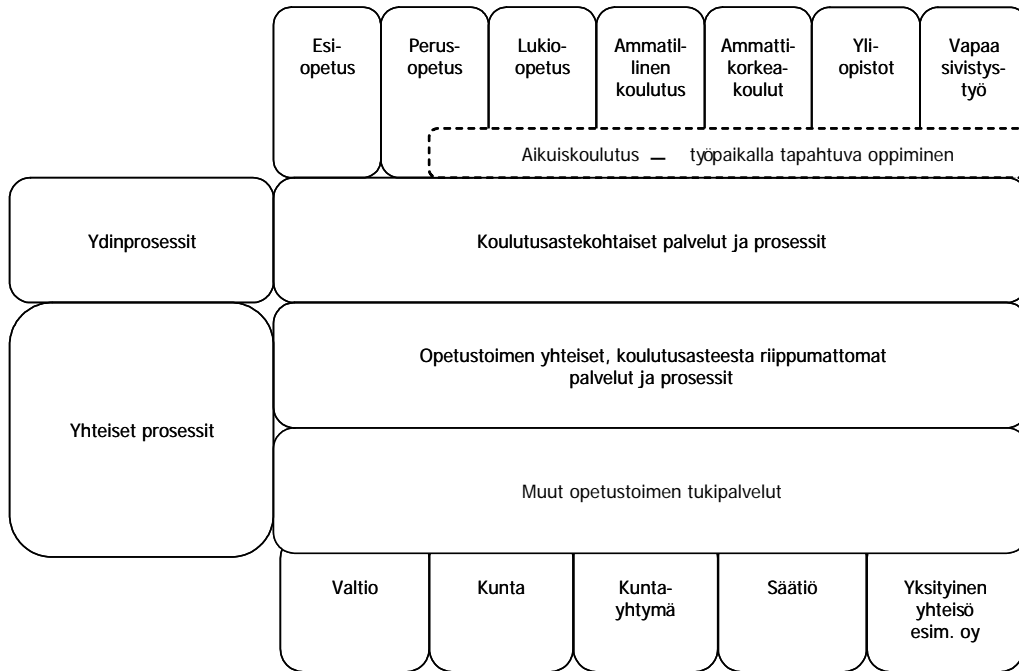 Esi-
opetus
Perus-
opetus
Lukio-
opetus
Ammatil-
linen
koulutus
Ammatti-
korkea-
koulut
Yli-
opistot
Vapaa
sivistys-
työ
Aikuiskoulutus – työpaikalla tapahtuva oppiminen
Ydinprosessit
Koulutusastekohtaiset palvelut ja prosessit
Yhteiset prosessit
Opetustoimen yhteiset, koulutusasteesta riippumattomat
palvelut ja prosessit
Muut opetustoimen tukipalvelut
Valtio
Kunta
Kunta-
yhtymä
Säätiö
Yksityinen
yhteisö
esim. oy